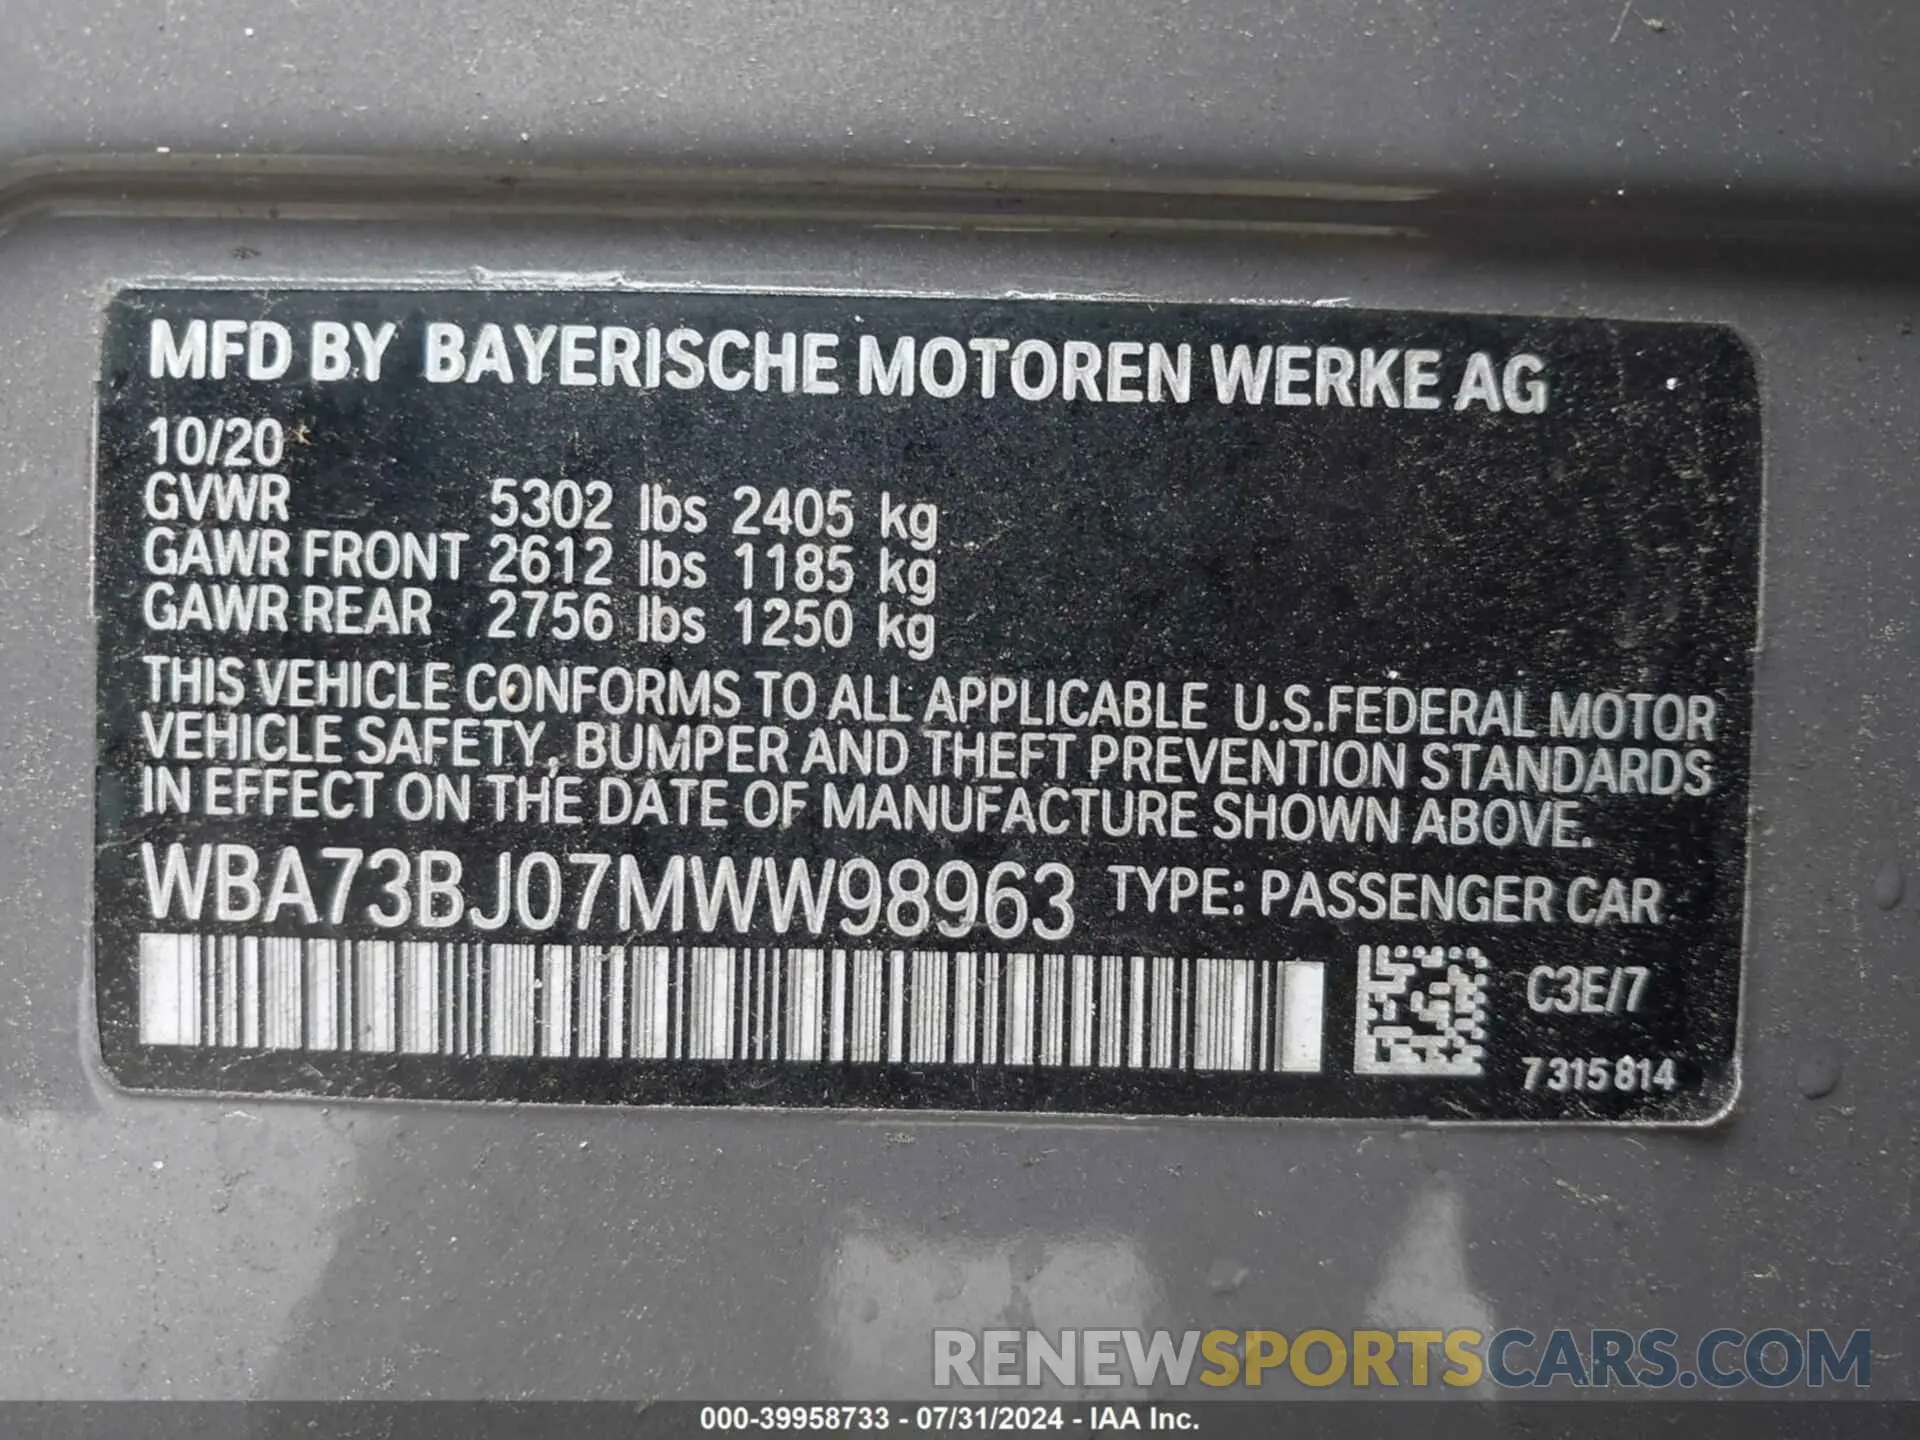 MFD BY BAYERISCHE MOTOREN WERKE AG
10/20
GVWR 5302 lbs 2405 kg
GAWR FRONT 2612 lbs 1185 kg
GAWR REAR 2756 lbs 1250 kg
THIS VEHICLE CONFORMS TO ALL APPLICABLE U.S.FEDERAL MOTOR
VEHICLE SAFETY, BUMPER AND THEFT PREVENTION STANDARDS
IN EFFECT ON THE DATE OF MANUFACTURE SHOWN ABOVE.
WBA73BJ07MWW98963 TYPE: PASSENGER CAR
C3E/7
7 315 814
RENEWSPORTSCARS.COM
000-39958733 - 07/31/2024 - IAA Inc.